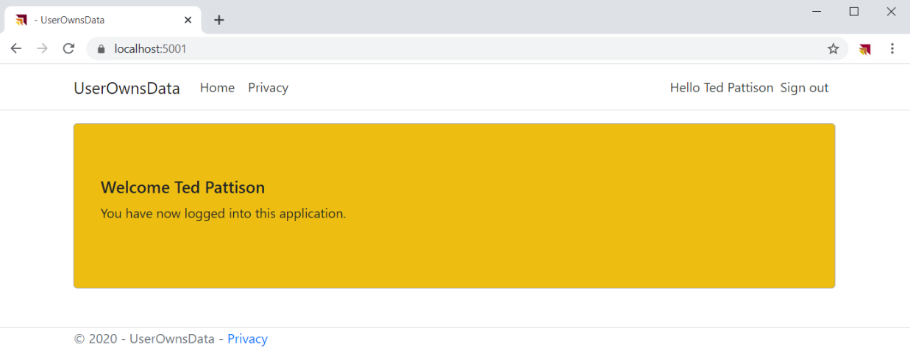 - UserOwnsData
localhost:5001
UserOwnsData Home Privacy Hello Ted Pattison Sign out
Welcome Ted Pattison
You have now logged into this application.
© 2020 - UserOwnsData - Privacy